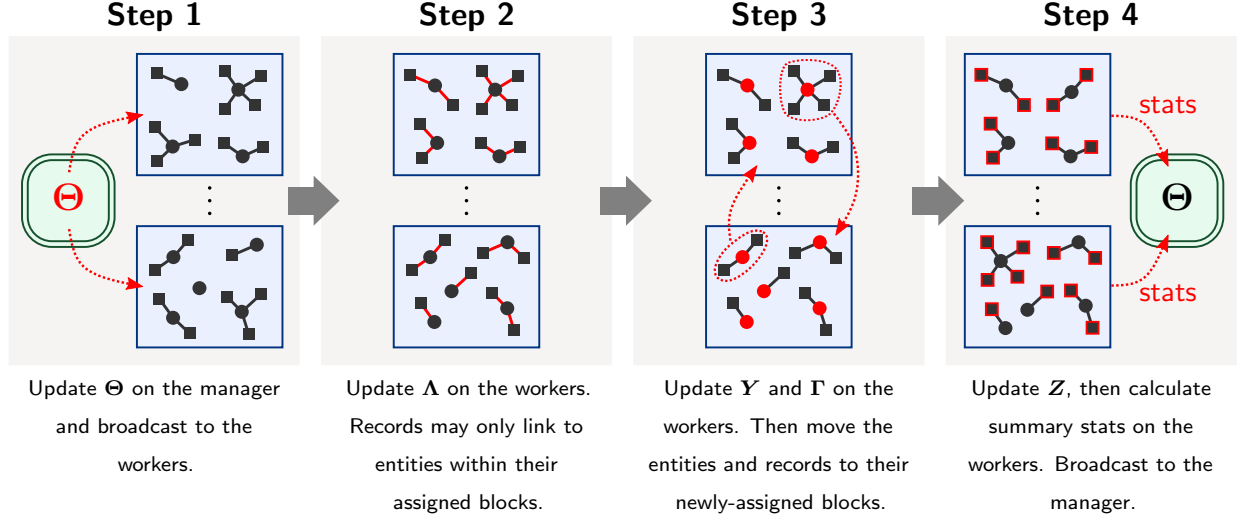 Step 1
Step 2
Step 3
Step 4
Θ
stats
Θ
stats
Update Θ on the manager
and broadcast to the
workers.
Update Λ on the workers.
Records may only link to
entities within their
assigned blocks.
Update Y and Γ on the
workers. Then move the
entities and records to their
newly-assigned blocks.
Update Z, then calculate
summary stats on the
workers. Broadcast to the
manager.